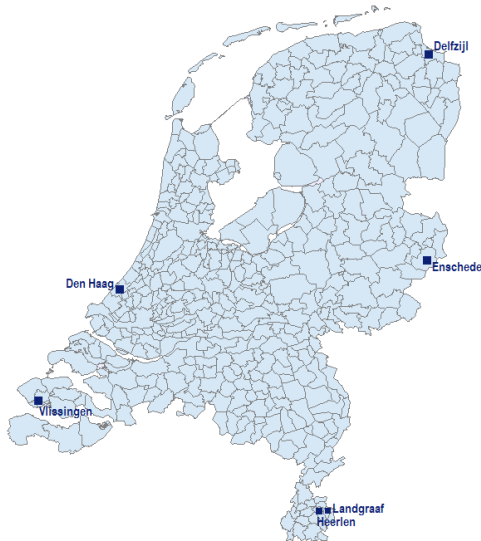 Delfzijl
Enschede
Den Haag
Vlissingen
Landgraaf
Heerlen